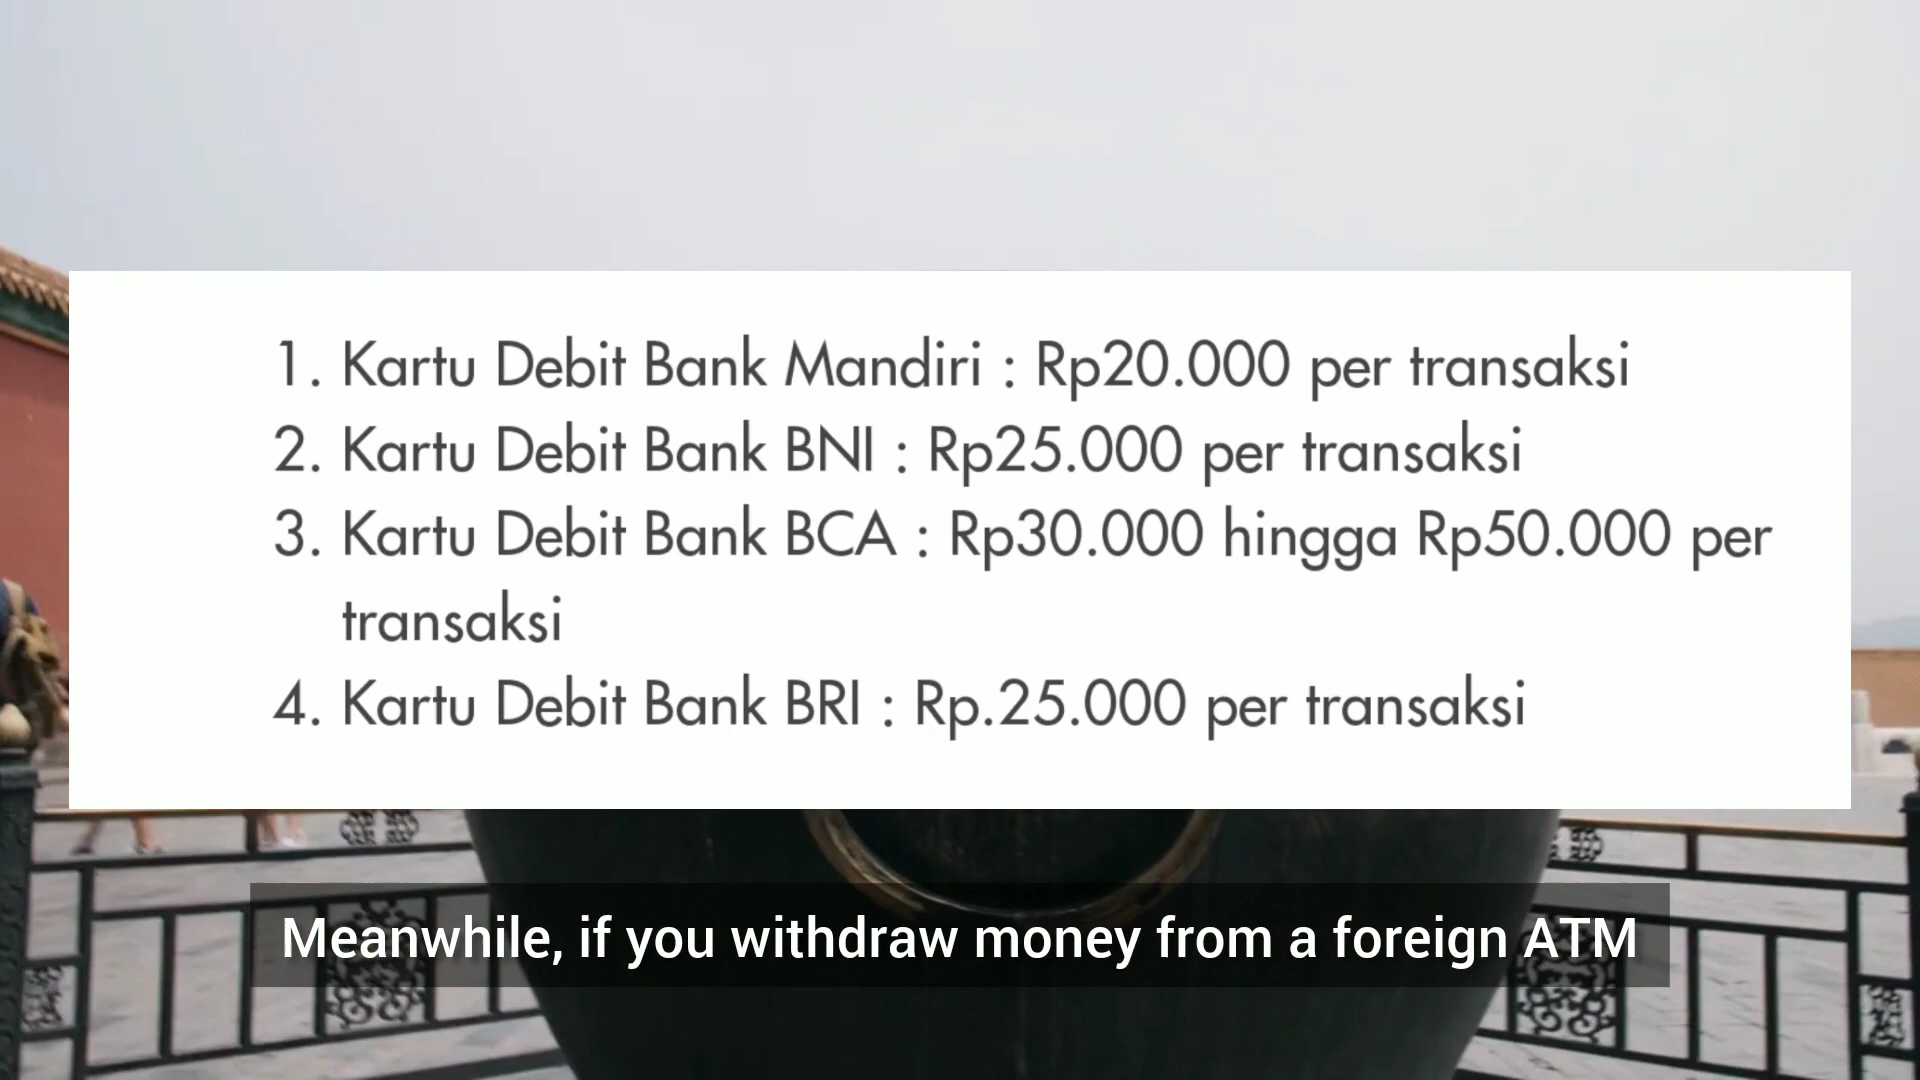 1. Kartu Debit Bank Mandiri : Rp20.000 per transaksi
2. Kartu Debit Bank BNI : Rp25.000 per transaksi
3. Kartu Debit Bank BCA : Rp30.000 hingga Rp50.000 per
transaksi
4. Kartu Debit Bank BRI : Rp.25.000 per transaksi
Meanwhile, if you withdraw money from a foreign ATM